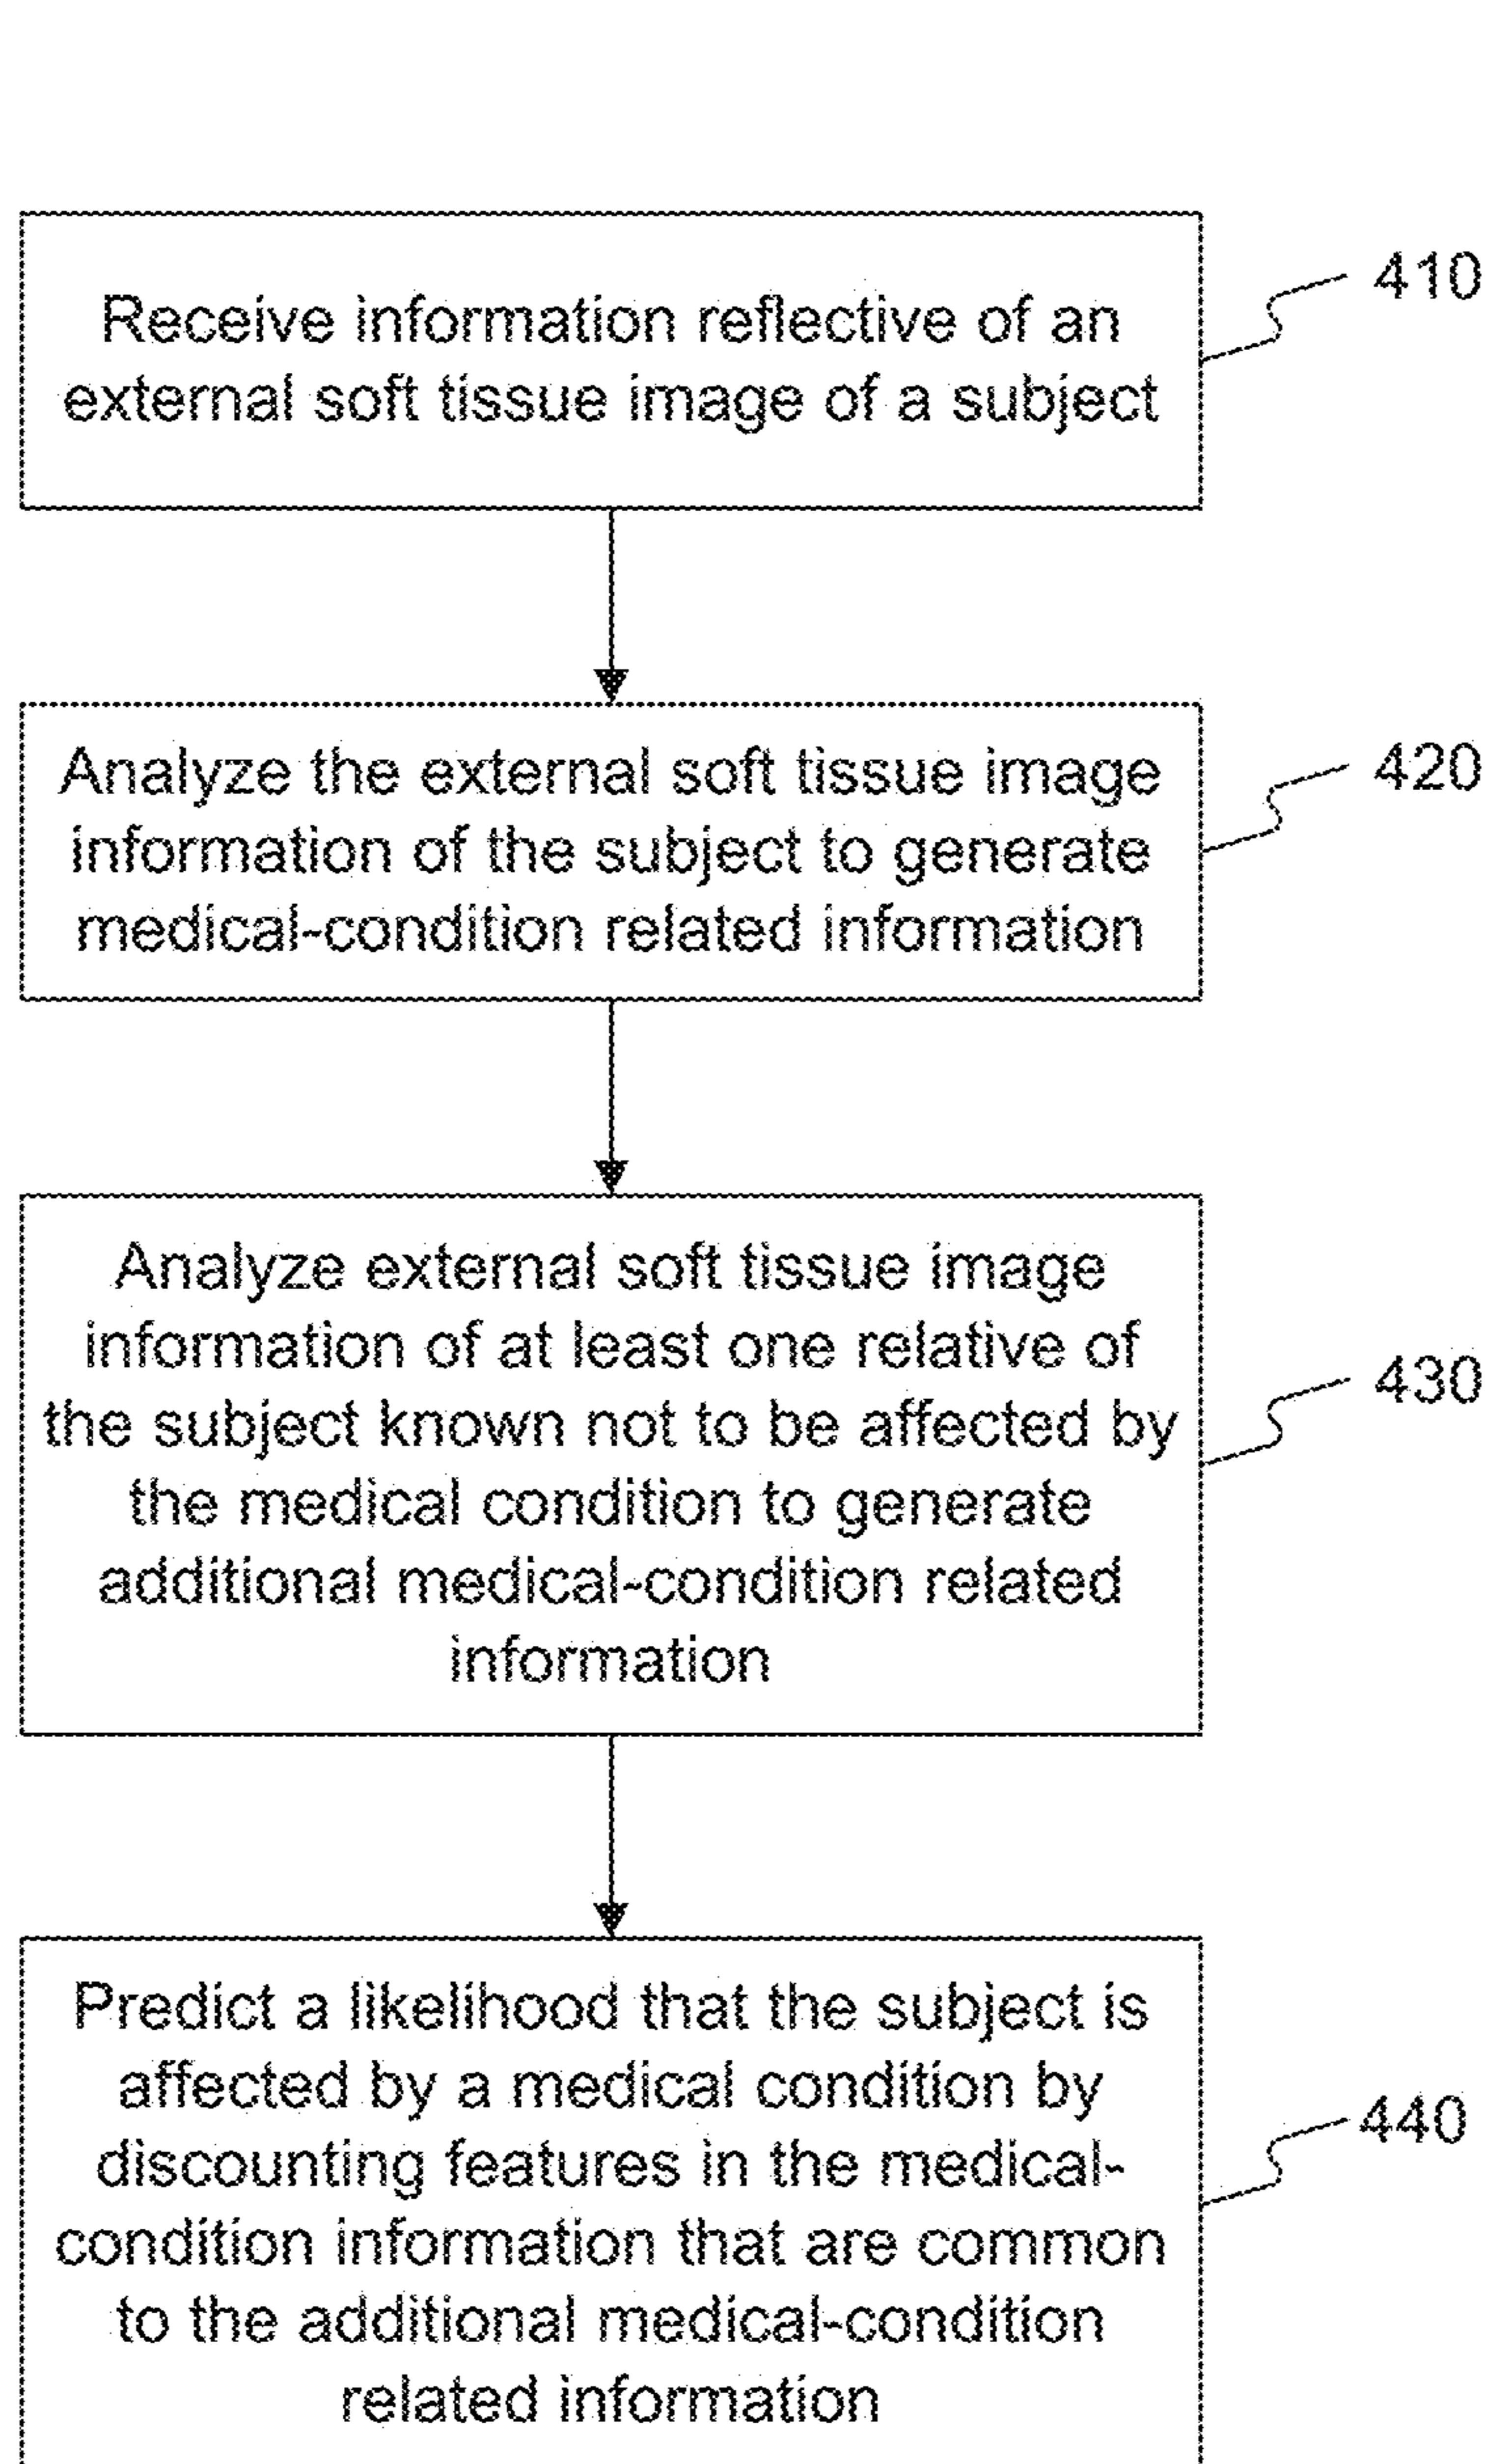 Receive information reflective of an
external soft tissue image of a subject
410
Analyze the external soft tissue image
information of the subject to generate
medical-condition related information
420
Analyze external soft tissue image
information of at least one relative of
the subject known not to be affected by
the medical condition to generate
additional medical-condition related
information
430
Predict a likelihood that the subject is
affected by a medical condition by
discounting features in the medical-
condition information that are common
to the additional medical-condition
related information
440